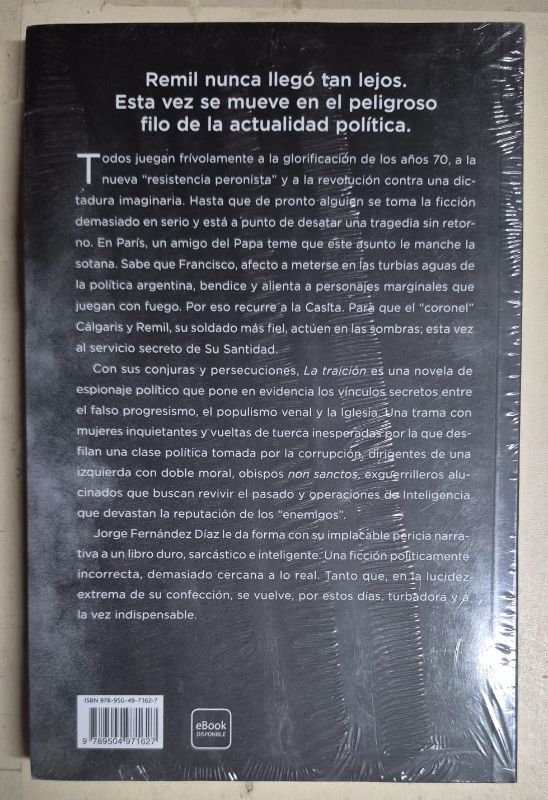 Remil nunca llegó tan lejos.
Esta vez se mueve en el peligroso
filo de la actualidad política.
Todos juegan frívolamente a la glorificación de los años 70, a la
nueva “resistencia peronista” y a la revolución contra una dic-
tadura imaginaria. Hasta que de pronto alguien se toma la ficción
demasiado en serio y está a punto de desatar una tragedia sin retor-
no. En París, un amigo del Papa teme que este asunto le manche la
sotana. Sabe que Francisco, afecto a meterse en las turbias aguas de
la política argentina, bendice y alienta a personajes marginales que
juegan con fuego. Por eso recurre a la Casita. Para que el “coronel”
Cálgaris y Remil, su soldado más fiel, actúen en las sombras; esta vez
al servicio secreto de Su Santidad.
Con sus conjuras y persecuciones, La traición es una novela de
espionaje político que pone en evidencia los vínculos secretos entre
el falso progresismo, el populismo venal y la Iglesia. Una trama con
mujeres inquietantes y vueltas de tuerca inesperadas por la que des-
filan una clase política tomada por la corrupción, dirigentes de una
izquierda con doble moral, obispos non sanctos, exguerrilleros alu-
cinados que buscan revivir el pasado y operaciones de Inteligencia
que devastan la reputación de los “enemigos”.
Jorge Fernández Díaz le da forma con su implacable pericia narra-
tiva a un libro duro, sarcástico e inteligente. Una ficción políticamente
incorrecta, demasiado cercana a lo real. Tanto que, en la lucidez
extrema de su confección, se vuelve, por estos días, turbadora y a
la vez indispensable.
ISBN 978-950-49-7162-7
9 789504 971627
eBook
DISPONIBLE